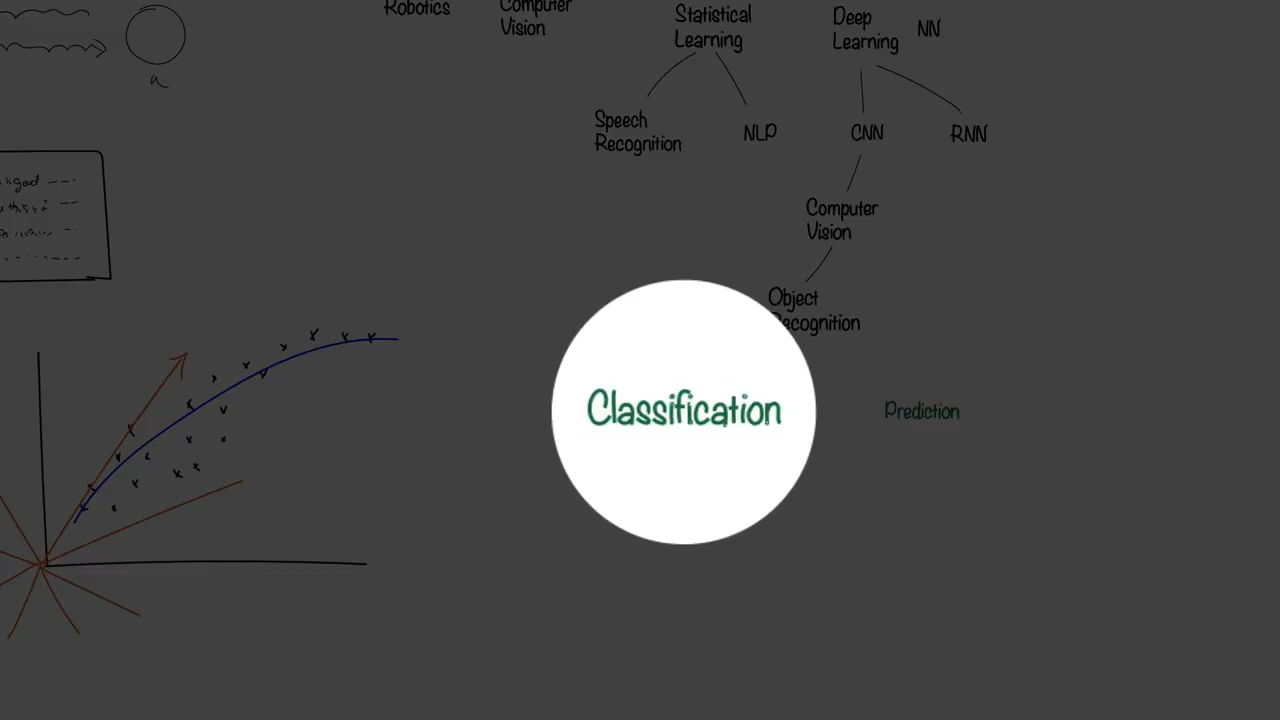 Robotics
Computer
Vision
Statistical
Learning
Deep
Learning
NN
a
Speech
Recognition
NLP
CNN
RNN
Computer
Vision
Object
Recognition
Classification
Prediction